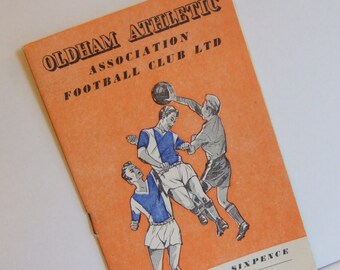 OLDHAM ATHLETIC
ASSOCIATION
FOOTBALL CLUB LTD
SIXPENCE